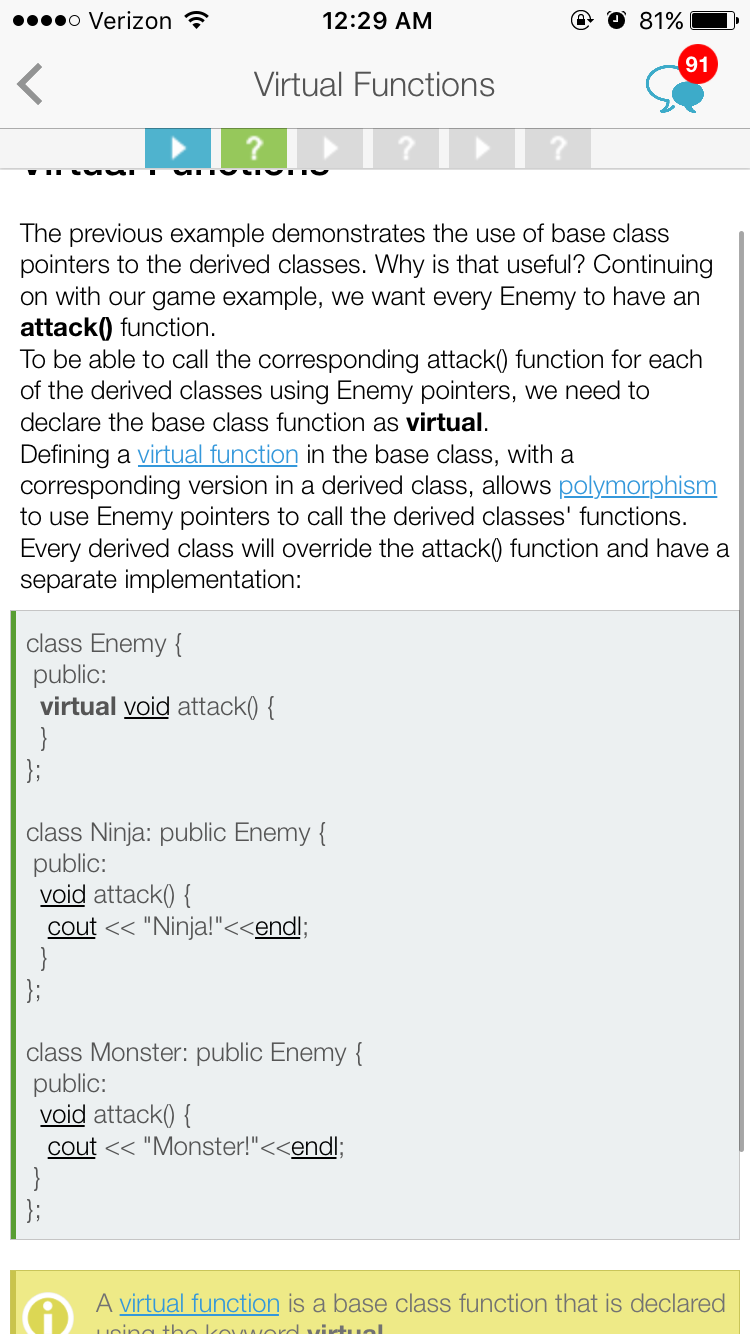 Verizon 12:29 AM 81%
Virtual Functions
91
? ? ?
Virtual Functions
The previous example demonstrates the use of base class
pointers to the derived classes. Why is that useful? Continuing
on with our game example, we want every Enemy to have an
attack() function.
To be able to call the corresponding attack() function for each
of the derived classes using Enemy pointers, we need to
declare the base class function as virtual.
Defining a virtual function in the base class, with a
corresponding version in a derived class, allows polymorphism
to use Enemy pointers to call the derived classes' functions.
Every derived class will override the attack() function and have a
separate implementation:
class Enemy {
public:
virtual void attack() {
}
};
class Ninja: public Enemy {
public:
void attack() {
cout << "Ninja!"<<endl;
}
};
class Monster: public Enemy {
public:
void attack() {
cout << "Monster!"<<endl;
}
};
A virtual function is a base class function that is declared
using the keyword virtual